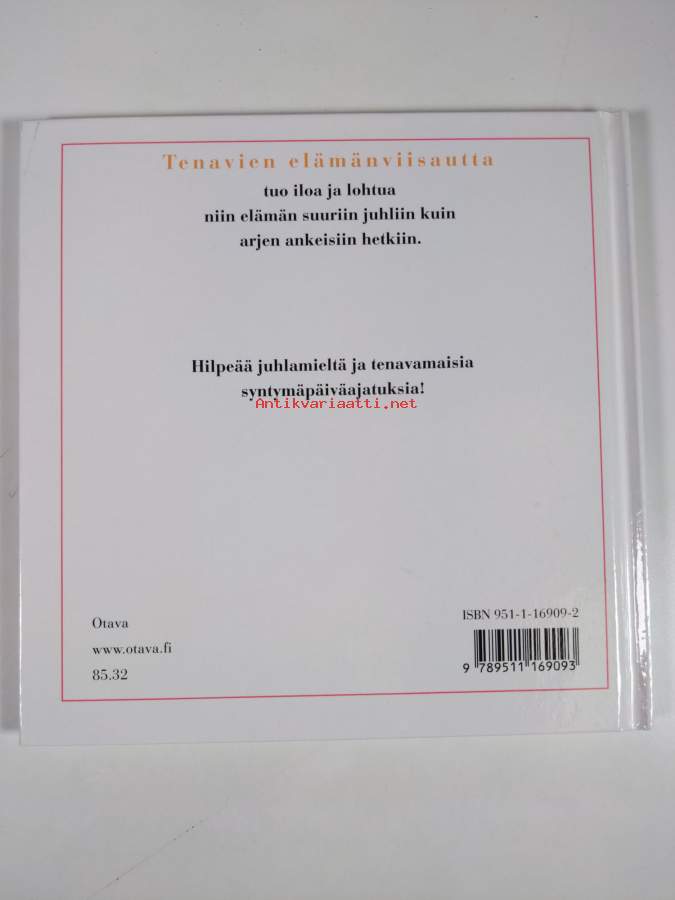 Tenavien elämänviisautta
tuo iloa ja lohtua
niin elämän suuriin juhliin kuin
arjen ankeisiin hetkiin.
Hilpeää juhlamieltä ja tenavamaisia
syntymäpäiväajatuksia!
Antikvariaatti.net
Otava
www.otava.fi
85.32
ISBN 951-1-16909-2
9 789511 169093